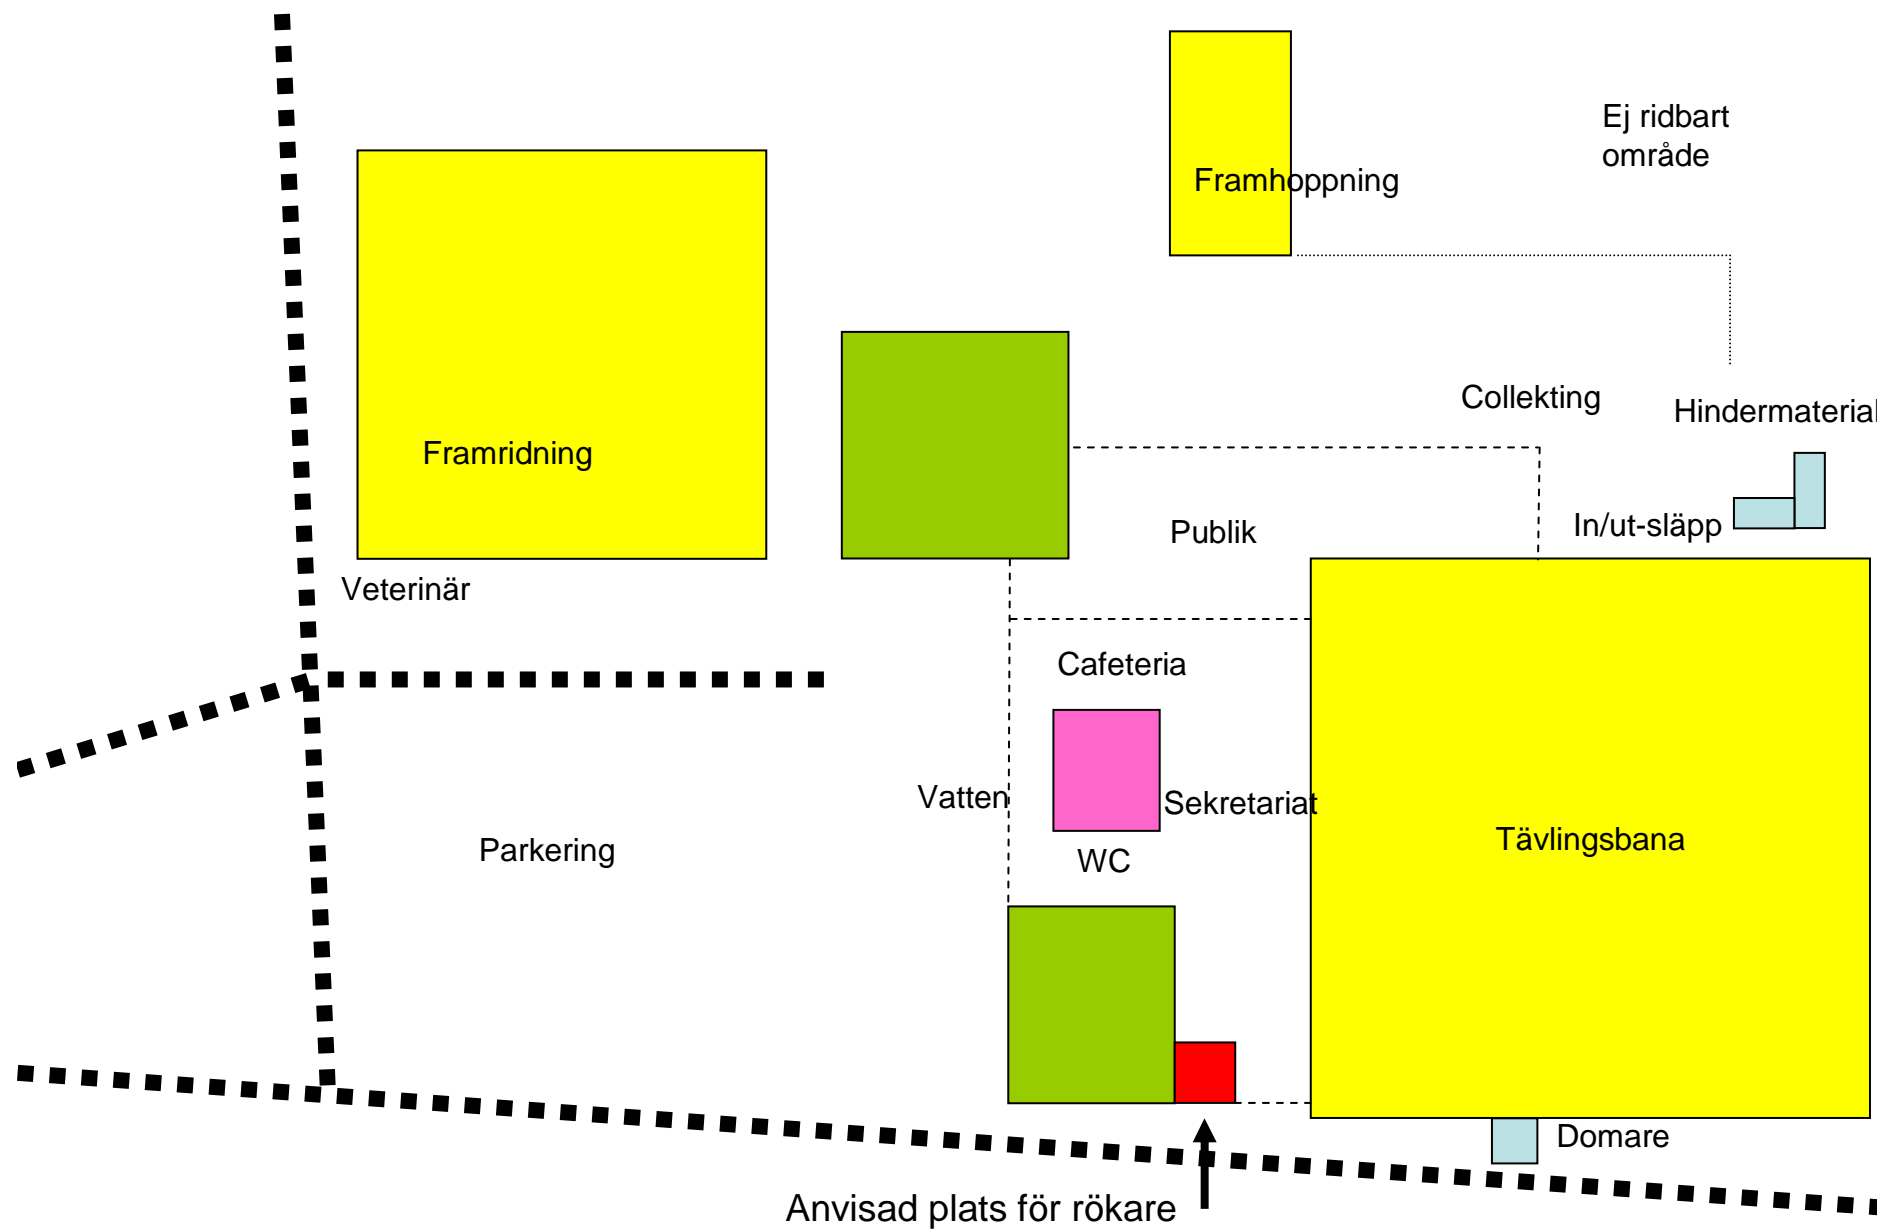 Ej ridbart
område
Framhoppning
Collekting
Hindermaterial
Framridning
Publik
In/ut-släpp
Veterinär
Cafeteria
Vatten
Sekretariat
Tävlingsbana
Parkering
WC
Domare
Anvisad plats för rökare